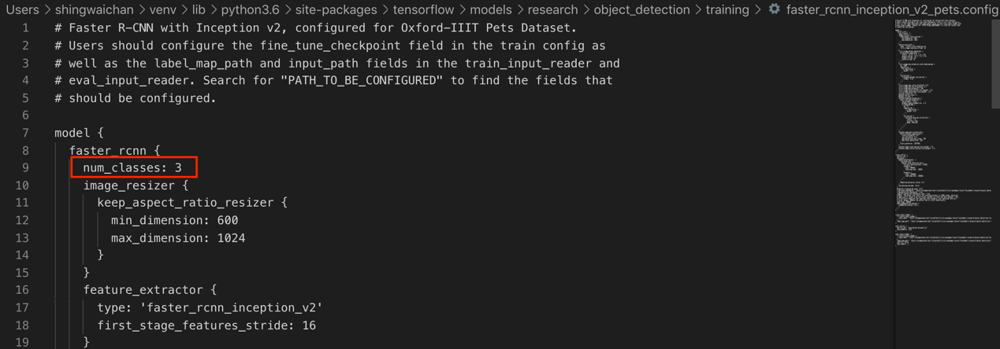 Users > shingwaichan > venv > lib > python3.6 > site-packages > tensorflow > models > research > object_detection > training > faster_rcnn_inception_v2_pets.config
1 # Faster R-CNN with Inception v2, configured for Oxford-IIIT Pets Dataset.
2 # Users should configure the fine_tune_checkpoint field in the train config as
3 # well as the label_map_path and input_path fields in the train_input_reader and
4 # eval_input_reader. Search for "PATH_TO_BE_CONFIGURED" to find the fields that
5 # should be configured.
6
7 model {
8 faster_rcnn {
9 num_classes: 3
10 image_resizer {
11 keep_aspect_ratio_resizer {
12 min_dimension: 600
13 max_dimension: 1024
14 }
15 }
16 feature_extractor {
17 type: 'faster_rcnn_inception_v2'
18 first_stage_features_stride: 16
19 }